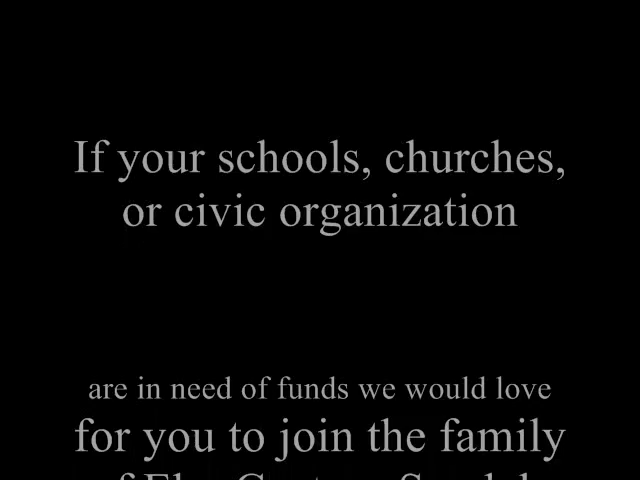 If your schools, churches,
or civic organization
are in need of funds we would love
for you to join the family